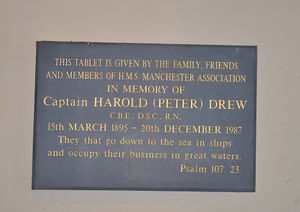 THIS TABLET IS GIVEN BY THE FAMILY, FRIENDS
AND MEMBERS OF H.M.S. MANCHESTER ASSOCIATION
IN MEMORY OF
Captain HAROLD (PETER) DREW
C.B.E., D.S.C., R.N.
15th MARCH 1895 - 20th DECEMBER 1987
They that go down to the sea in ships
and occupy their business in great waters.
Psalm 107. 23.